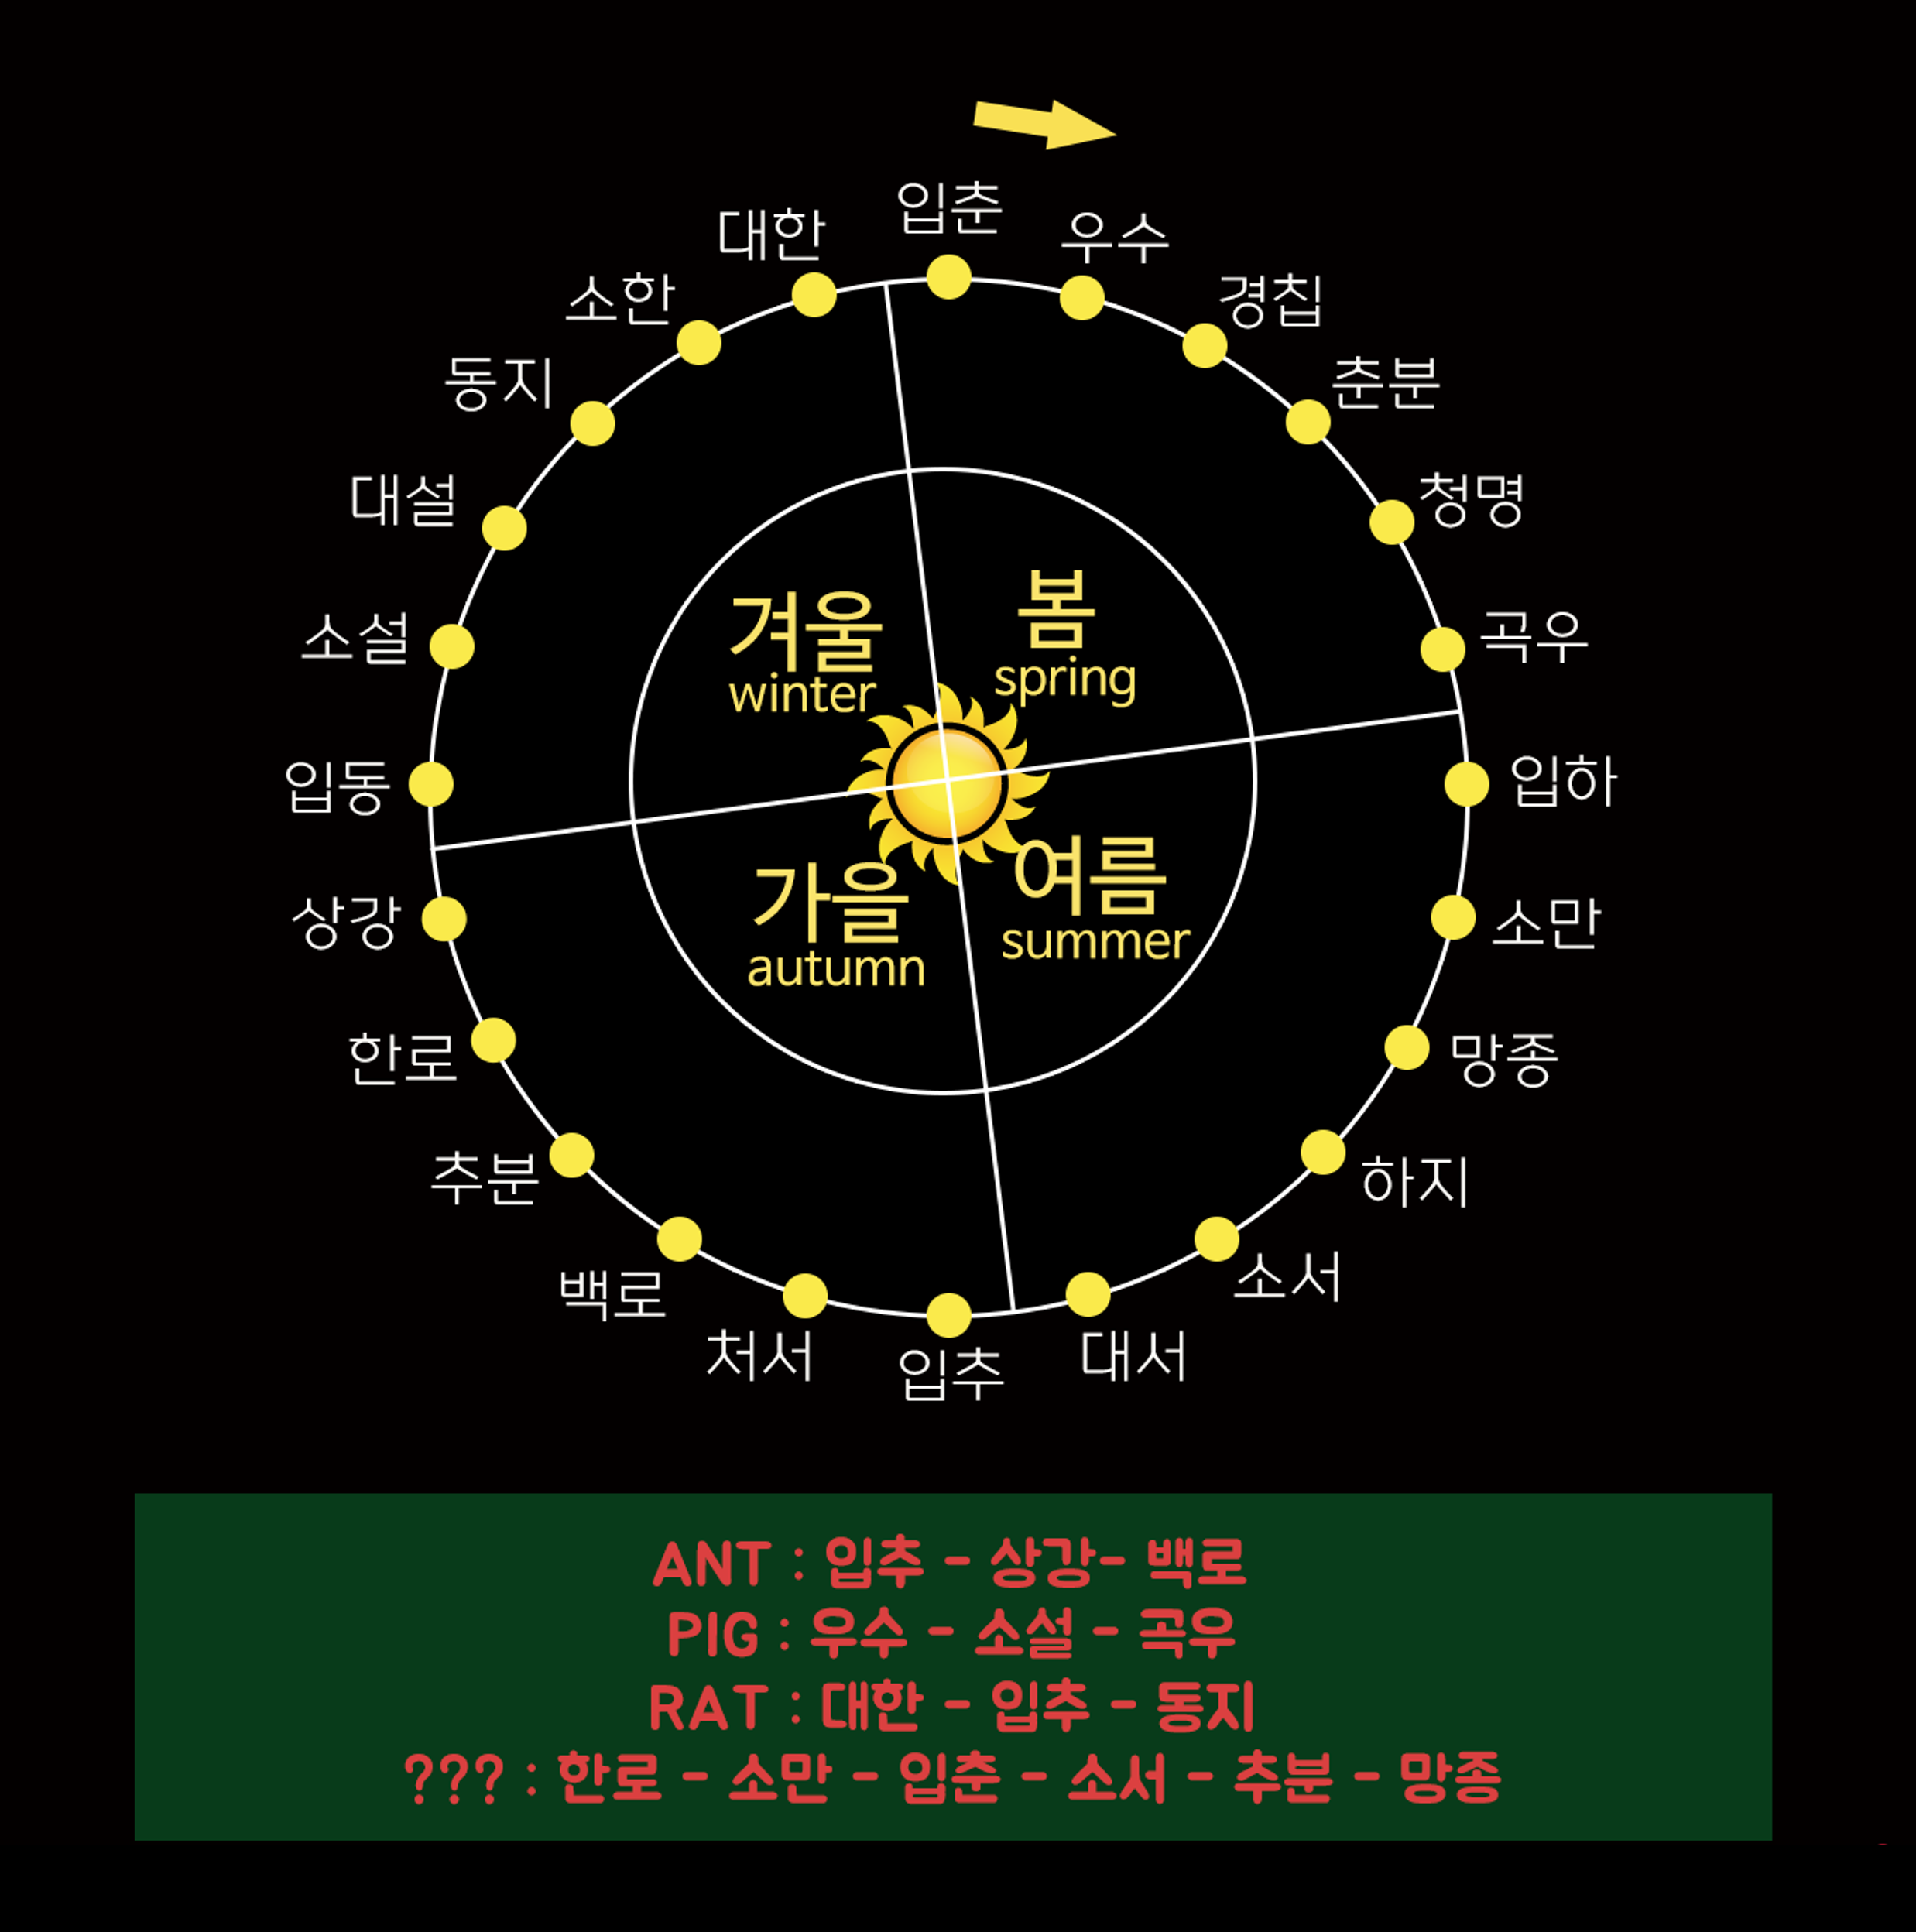 입춘
우수
경칩
춘분
청명
곡우
입하
소만
망종
하지
소서
대서
입추
처서
백로
추분
한로
상강
입동
소설
대설
동지
소한
대한
겨울
winter
봄
spring
가을
autumn
여름
summer
ANT : 입추 - 상강- 백로
PIG : 우수 - 소설 - 곡우
RAT : 대한 - 입추 - 동지
??? : 한로 - 소만 - 입춘 - 소서 - 추분 - 망종